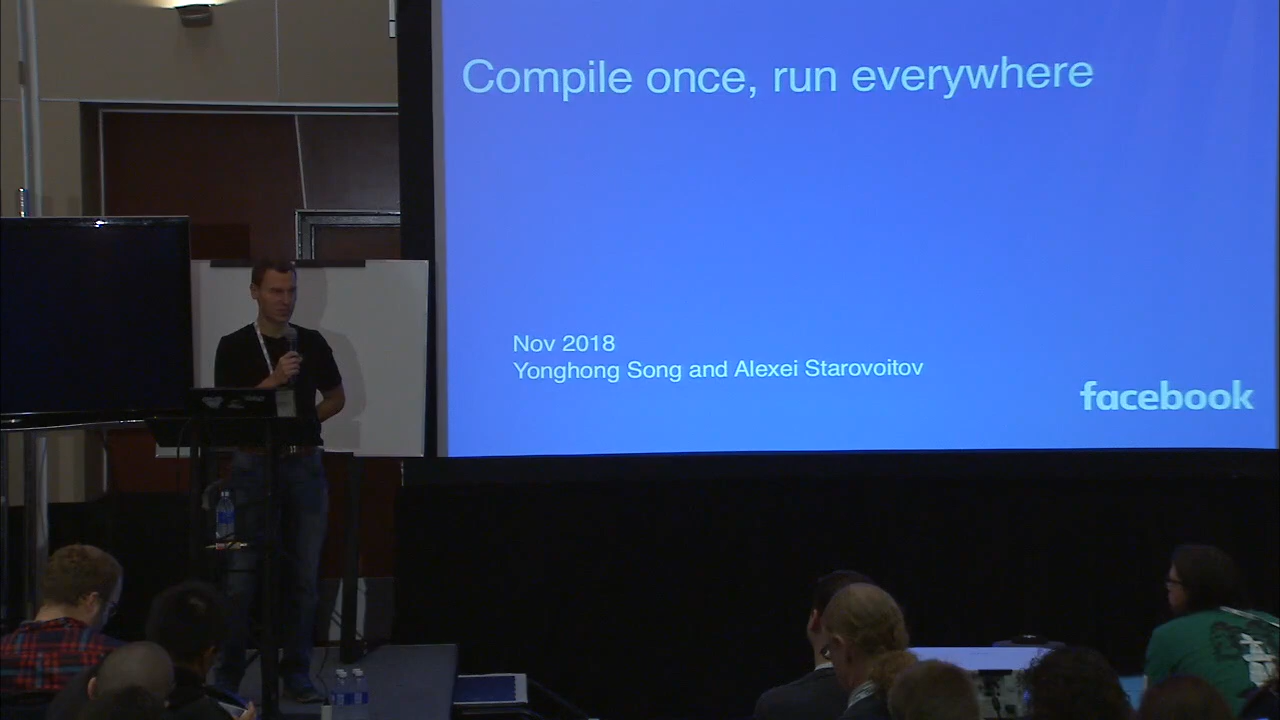 Compile once, run everywhere
Nov 2018
Yonghong Song and Alexei Starovoitov
facebook